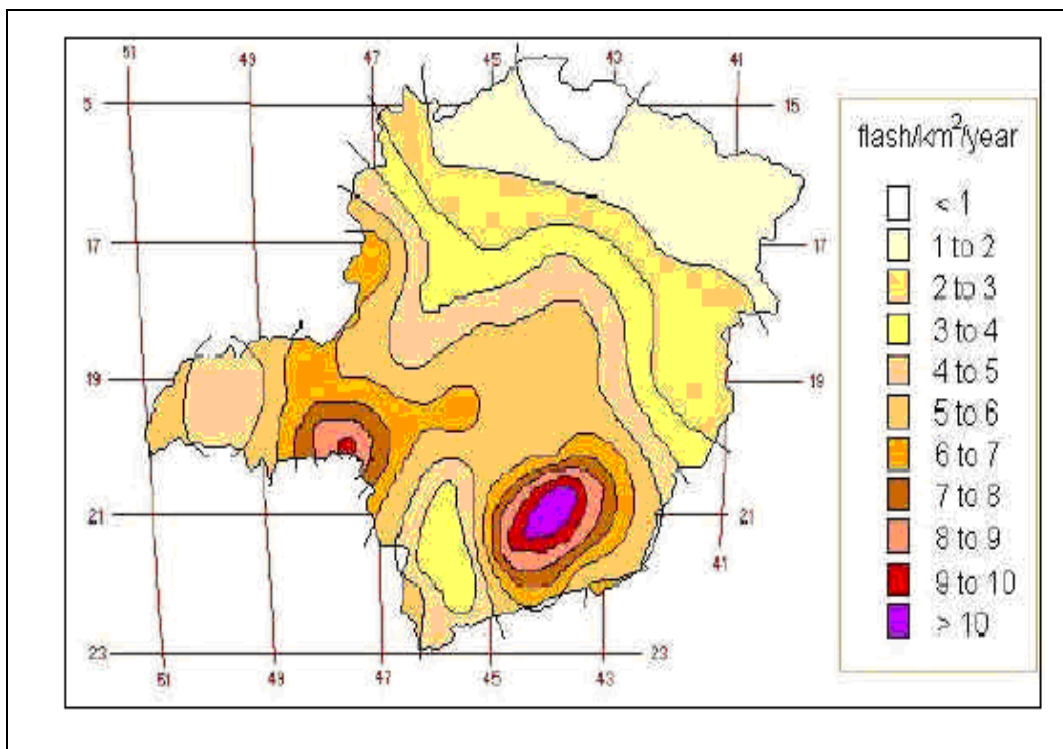 51 49 47 45 43 41
5 15
flash/km²/year
< 1
17 17
1 to 2
2 to 3
3 to 4
19 19
4 to 5
5 to 6
6 to 7
7 to 8
21 21
8 to 9
41
9 to 10
> 10
23 23
51 49 47 45 43